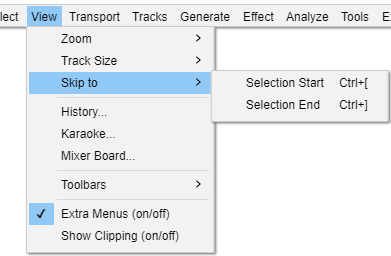 lect View Transport Tracks Generate Effect Analyze Tools
Zoom >
Track Size >
Skip to >
Selection Start Ctrl+[
Selection End Ctrl+]
History...
Karaoke...
Mixer Board...
Toolbars >
✓ Extra Menus (on/off)
Show Clipping (on/off)